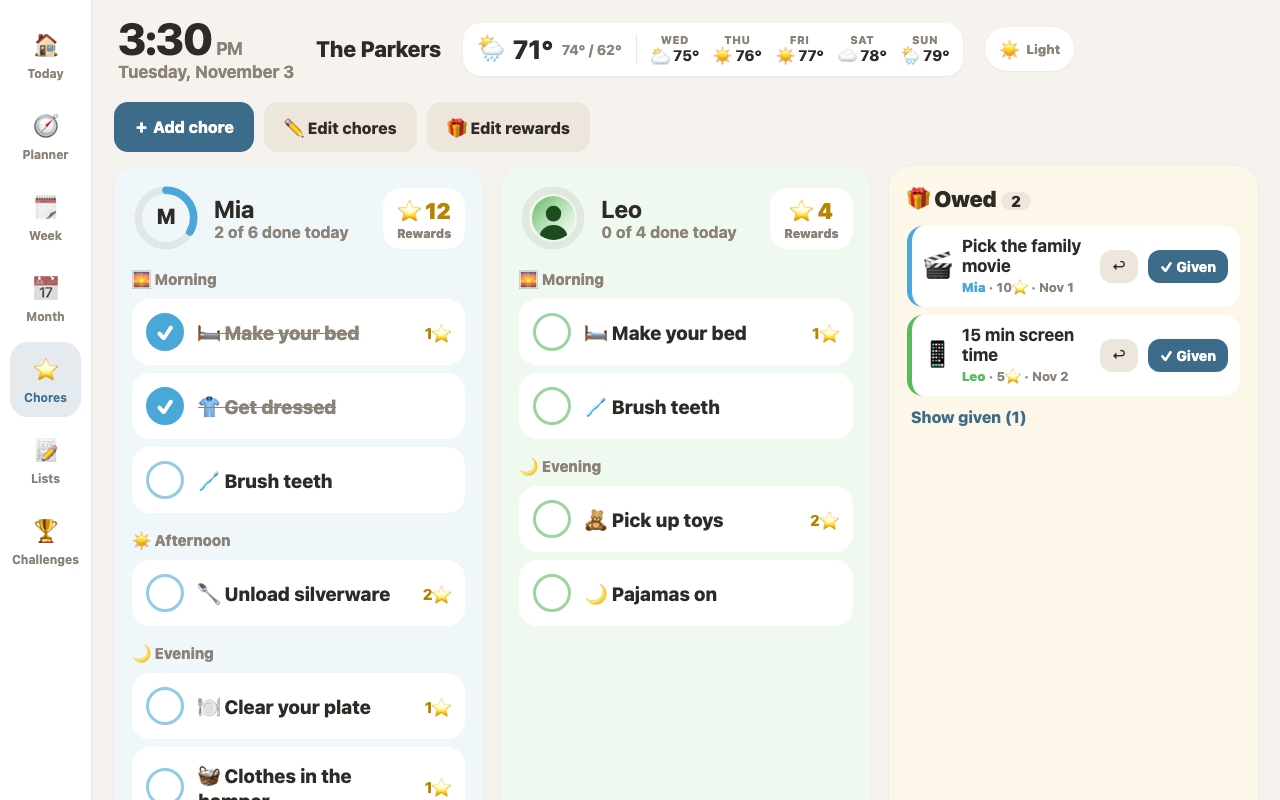 3:30 PM
Tuesday, November 3
The Parkers
71° 74° / 62°
WED 75°
THU 76°
FRI 77°
SAT 78°
SUN 79°
Light
Today
Planner
Week
17
Month
Chores
Lists
Challenges
+ Add chore
Edit chores
Edit rewards
M
Mia
2 of 6 done today
12
Rewards
Morning
Make your bed 1
Get dressed
Brush teeth
Afternoon
Unload silverware 2
Evening
Clear your plate 1
Clothes in the
hamper 1
Leo
0 of 4 done today
4
Rewards
Morning
Make your bed 1
Brush teeth
Evening
Pick up toys 2
Pajamas on
Owed 2
Pick the family
movie
Mia · 10 · Nov 1
✓ Given
15 min screen
time
Leo · 5 · Nov 2
✓ Given
Show given (1)